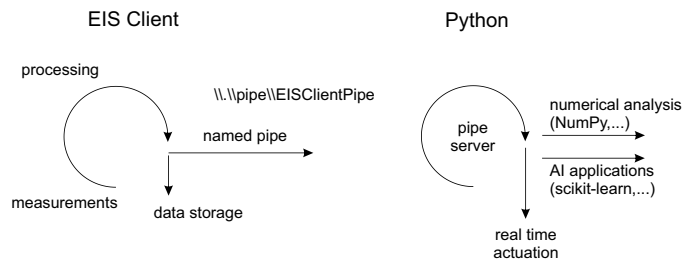 EIS Client
Python
processing
\\.\\pipe\\EISClientPipe
named pipe
measurements
data storage
pipe
server
numerical analysis
(NumPy,...)
AI applications
(scikit-learn,...)
real time
actuation